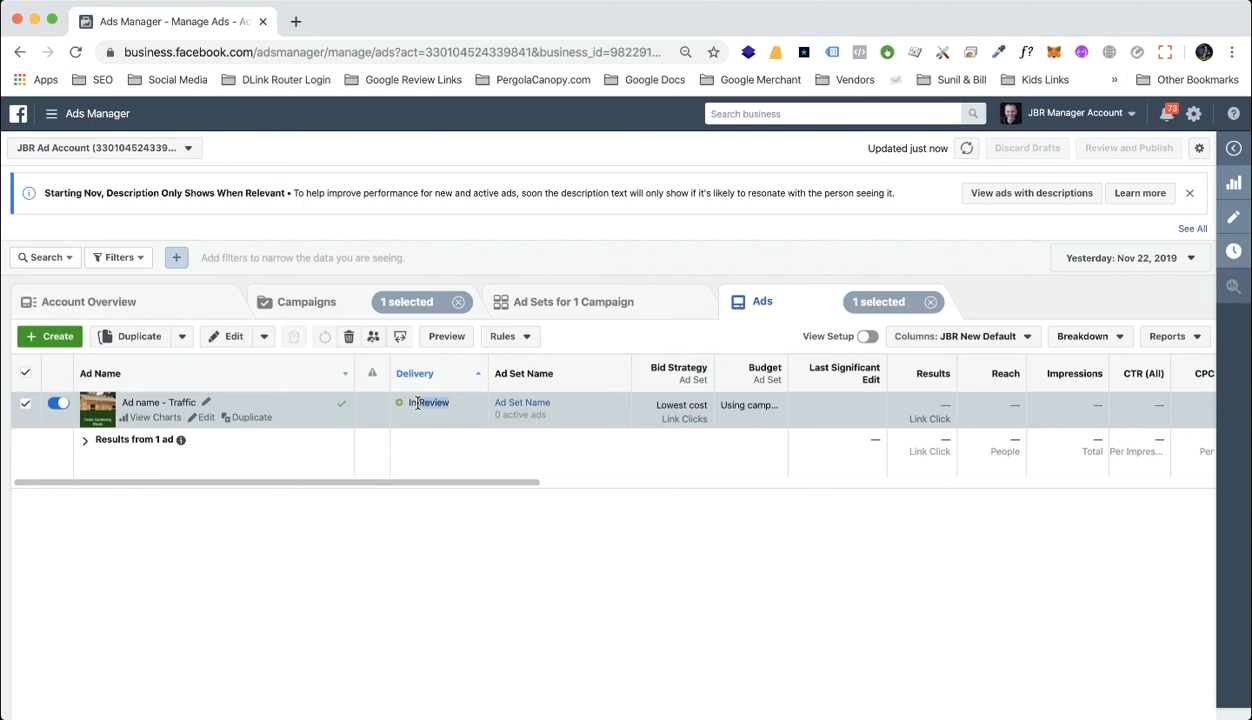 Ads Manager - Manage Ads - Ac
business.facebook.com/adsmanager/manage/ads?act=330104524339841&business_id=982291...
Apps SEO Social Media DLink Router Login Google Review Links PergolaCanopy.com Google Docs Google Merchant Vendors Sunil & Bill Kids Links » Other Bookmarks
Ads Manager Search business JBR Manager Account 73
JBR Ad Account (330104524339... Updated just now Discard Drafts Review and Publish
Starting Nov, Description Only Shows When Relevant • To help improve performance for new and active ads, soon the description text will only show if it's likely to resonate with the person seeing it. View ads with descriptions Learn more
See All
Search Filters + Add filters to narrow the data you are seeing. Yesterday: Nov 22, 2019
Account Overview Campaigns 1 selected Ad Sets for 1 Campaign Ads 1 selected
+ Create Duplicate Edit Preview Rules View Setup Columns: JBR New Default Breakdown Reports
Ad Name Delivery Ad Set Name Bid Strategy Ad Set Budget Ad Set Last Significant Edit Results Reach Impressions CTR (All) CPC
Ad name - Traffic In Review Ad Set Name Lowest cost Using camp... — — — —
View Charts Edit Duplicate 0 active ads Link Clicks Link Click
Results from 1 ad — — — — —
Link Click People Total Per Impres... Per